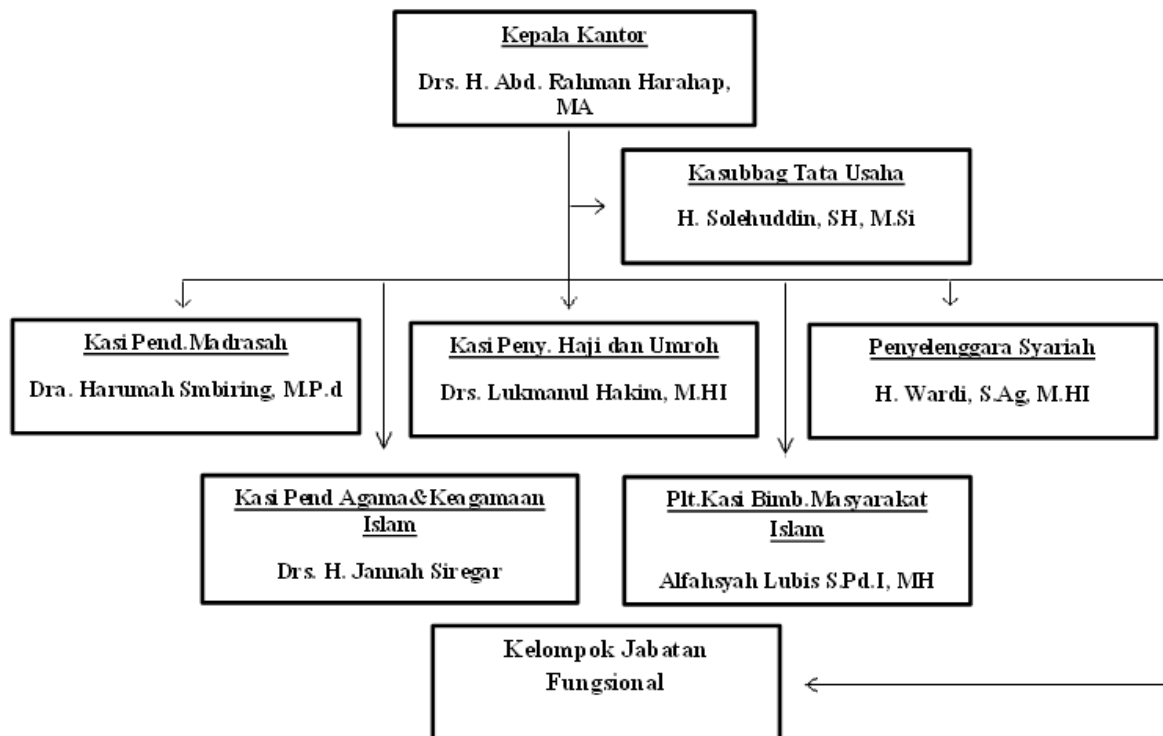 Kepala Kantor
Drs. H. Abd. Rahman Harahap,
MA
Kasubbag Tata Usaha
H. Solehuddin, SH, M.Si
Kasi Pend.Madrasah
Dra. Harumah Smbiring, M.P.d
Kasi Peny. Haji dan Umroh
Drs. Lukmanul Hakim, M.HI
Penyelenggara Syariah
H. Wardi, S.Ag, M.HI
Kasi Pend Agama&Keagamaan
Islam
Drs. H. Jannah Siregar
Plt.Kasi Bimb.Masyarakat
Islam
Alfahsyah Lubis S.Pd.I, MH
Kelompok Jabatan
Fungsional